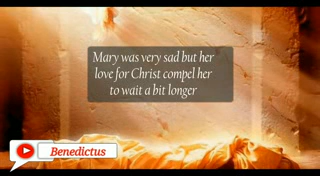 Mary was very sad but her
love for Christ compel her
to wait a bit longer
Benedictus